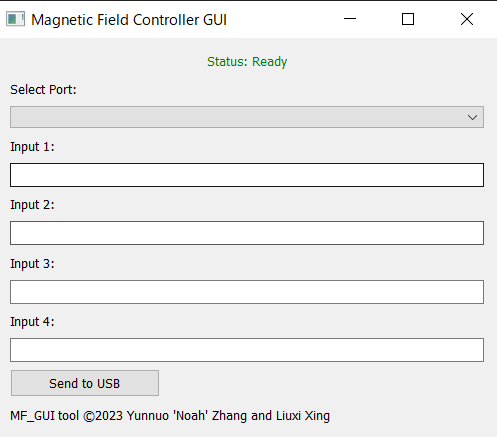 Magnetic Field Controller GUI
Status: Ready
Select Port:
Input 1:
Input 2:
Input 3:
Input 4:
Send to USB
MF_GUI tool ©2023 Yunnuo 'Noah' Zhang and Liuxi Xing